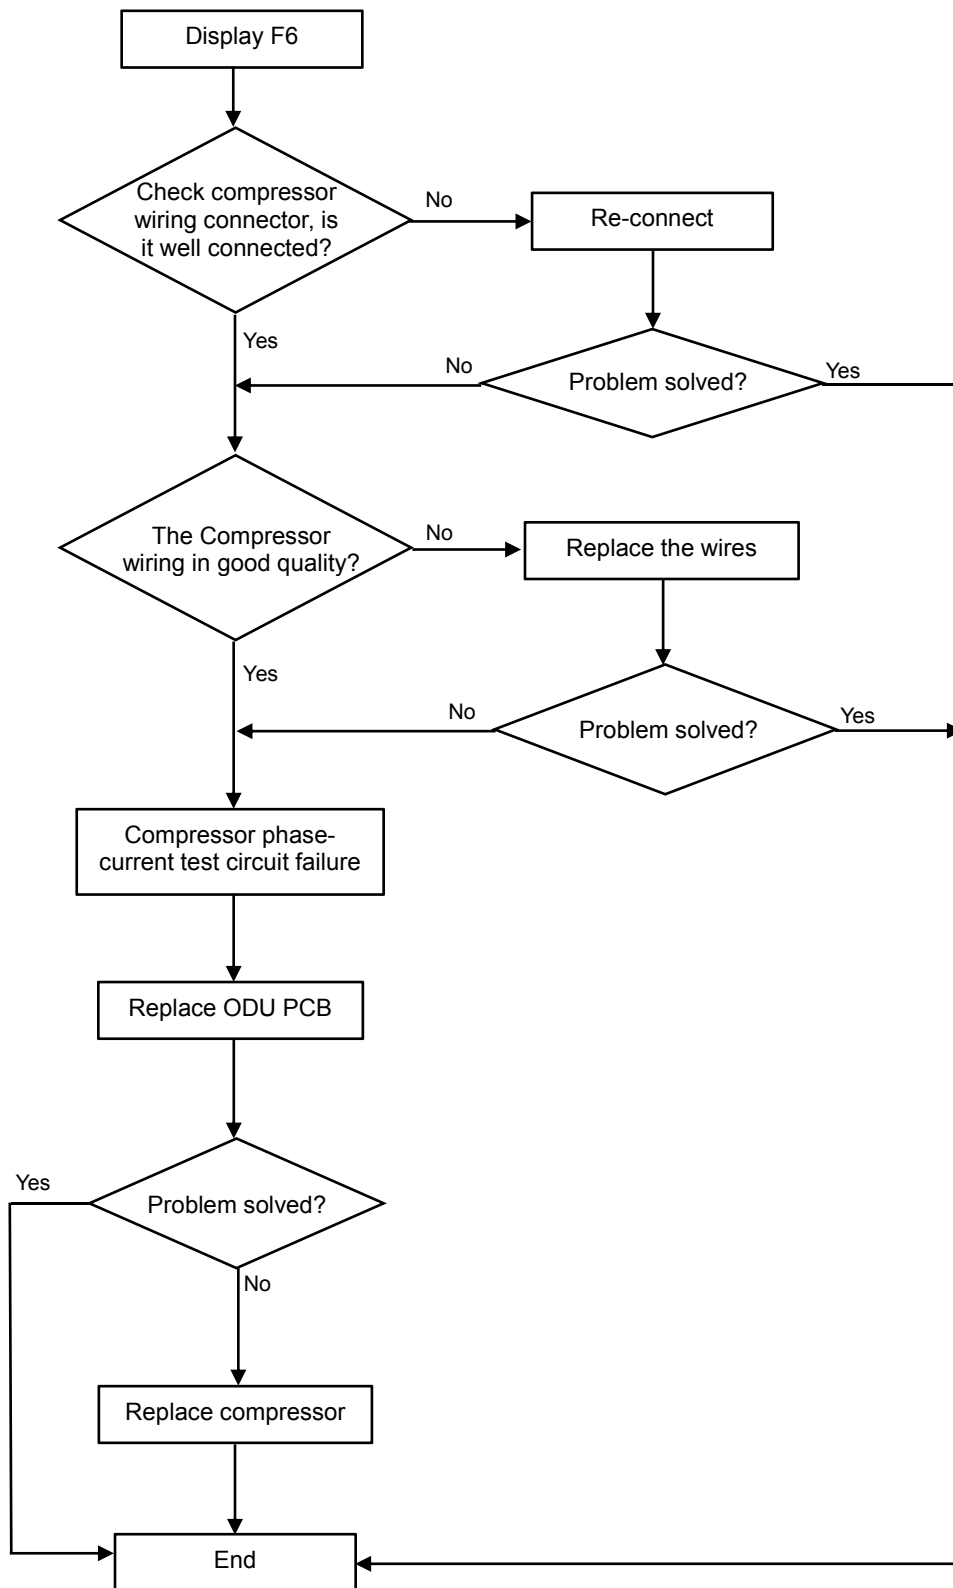 Display F6
Check compressor
wiring connector, is
it well connected?
No
Re-connect
Yes
No
Problem solved?
Yes
The Compressor
wiring in good quality?
No
Replace the wires
Yes
No
Problem solved?
Yes
Compressor phase-
current test circuit failure
Replace ODU PCB
Yes
Problem solved?
No
Replace compressor
End